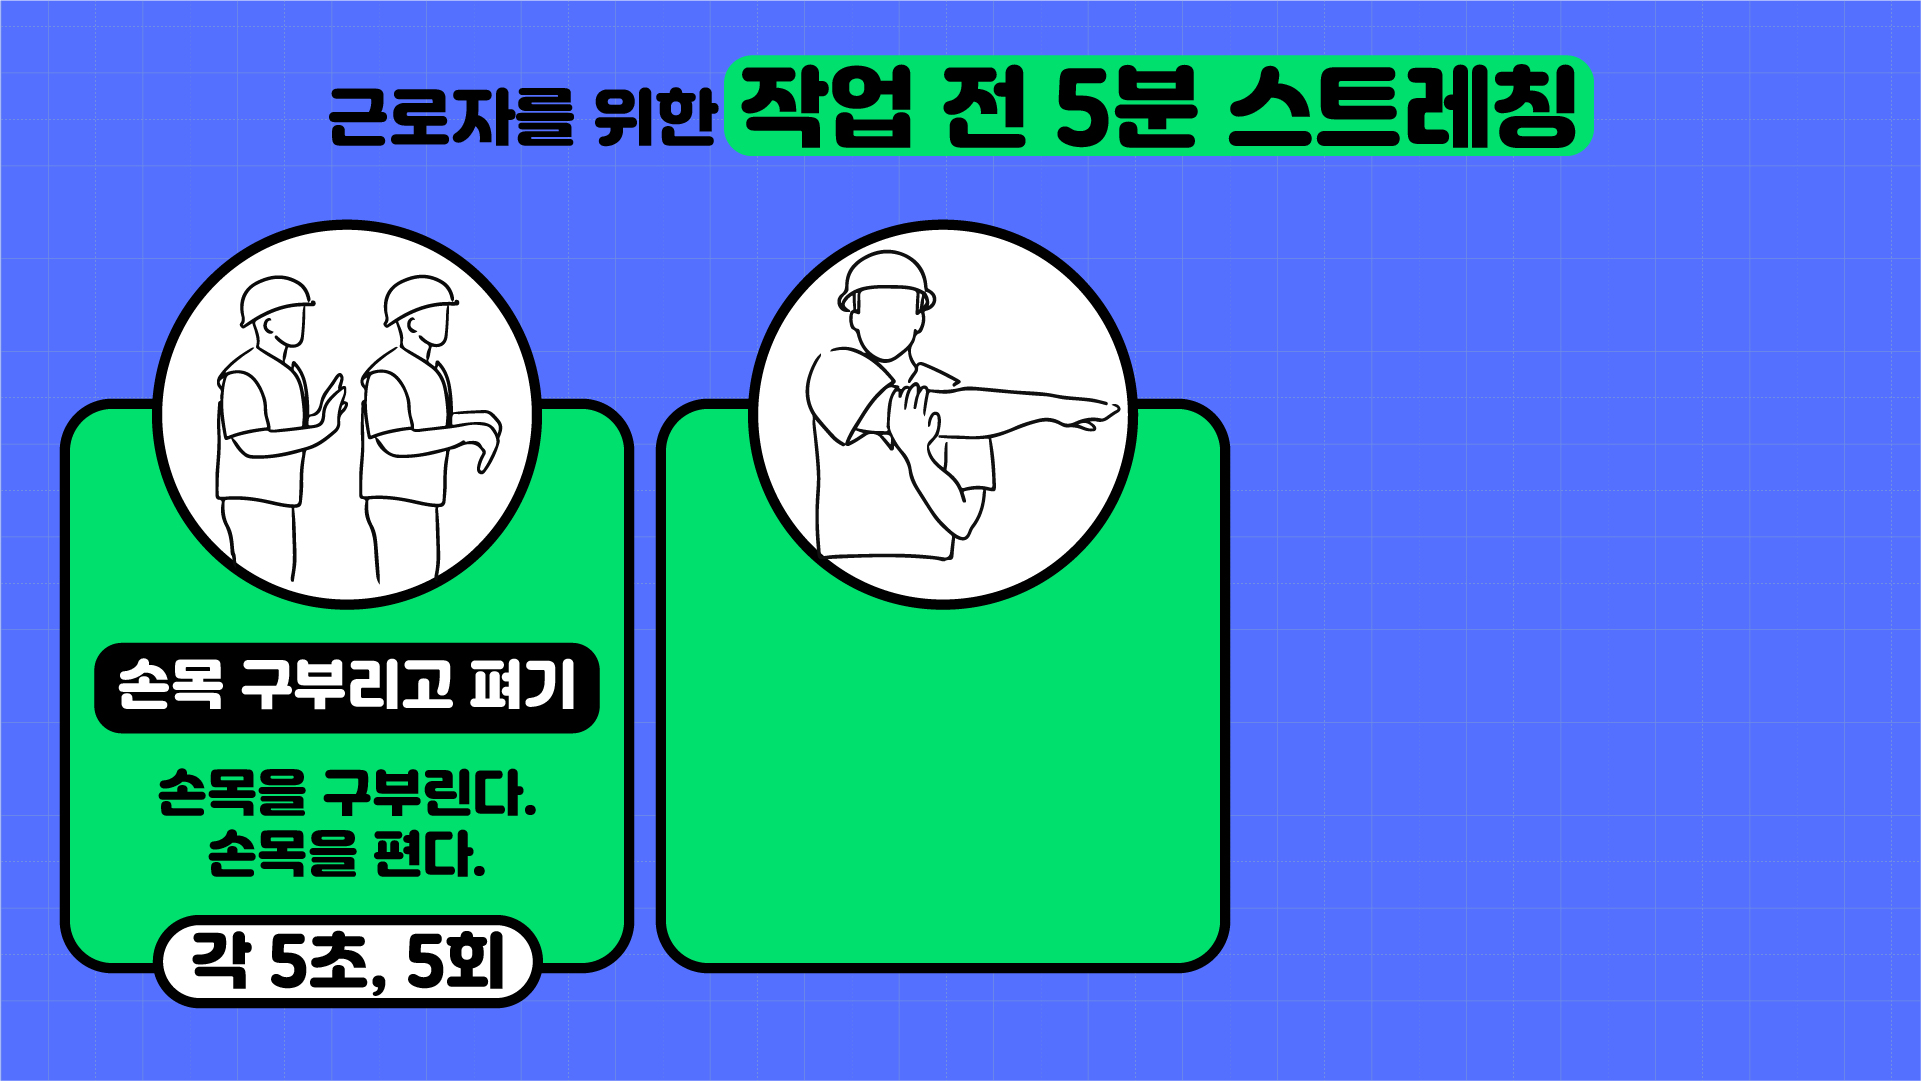 근로자를 위한 작업 전 5분 스트레칭
손목 구부리고 펴기
손목을 구부린다.
손목을 편다.
각 5초, 5회